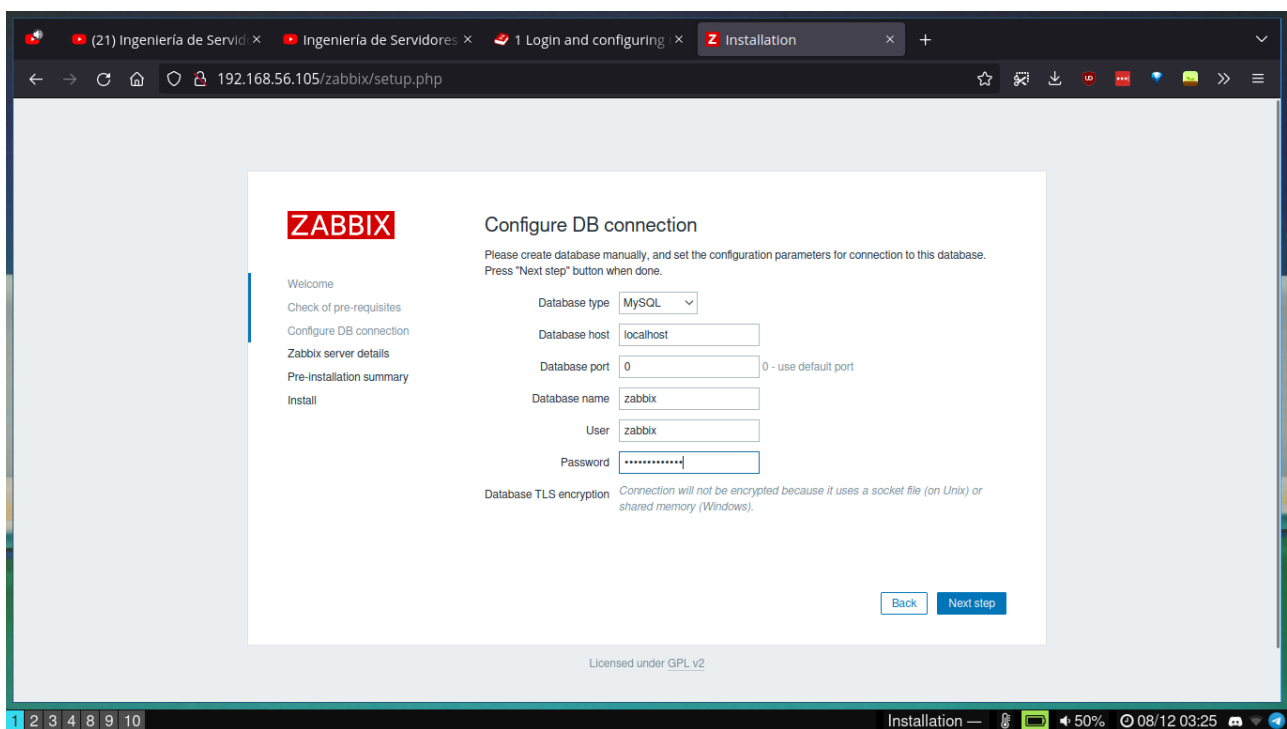 (21) Ingeniería de Servid
Ingeniería de Servidores
1 Login and configuring
Z Installation
192.168.56.105/zabbix/setup.php
ZABBIX
Welcome
Check of pre-requisites
Configure DB connection
Zabbix server details
Pre-installation summary
Install
Configure DB connection
Please create database manually, and set the configuration parameters for connection to this database.
Press "Next step" button when done.
Database type MySQL
Database host localhost
Database port 0 0 - use default port
Database name zabbix
User zabbix
Password •••••••••••••
Database TLS encryption Connection will not be encrypted because it uses a socket file (on Unix) or
shared memory (Windows).
Back Next step
Licensed under GPL v2
1 2 3 4 8 9 10 Installation — 50% 08/12 03:25